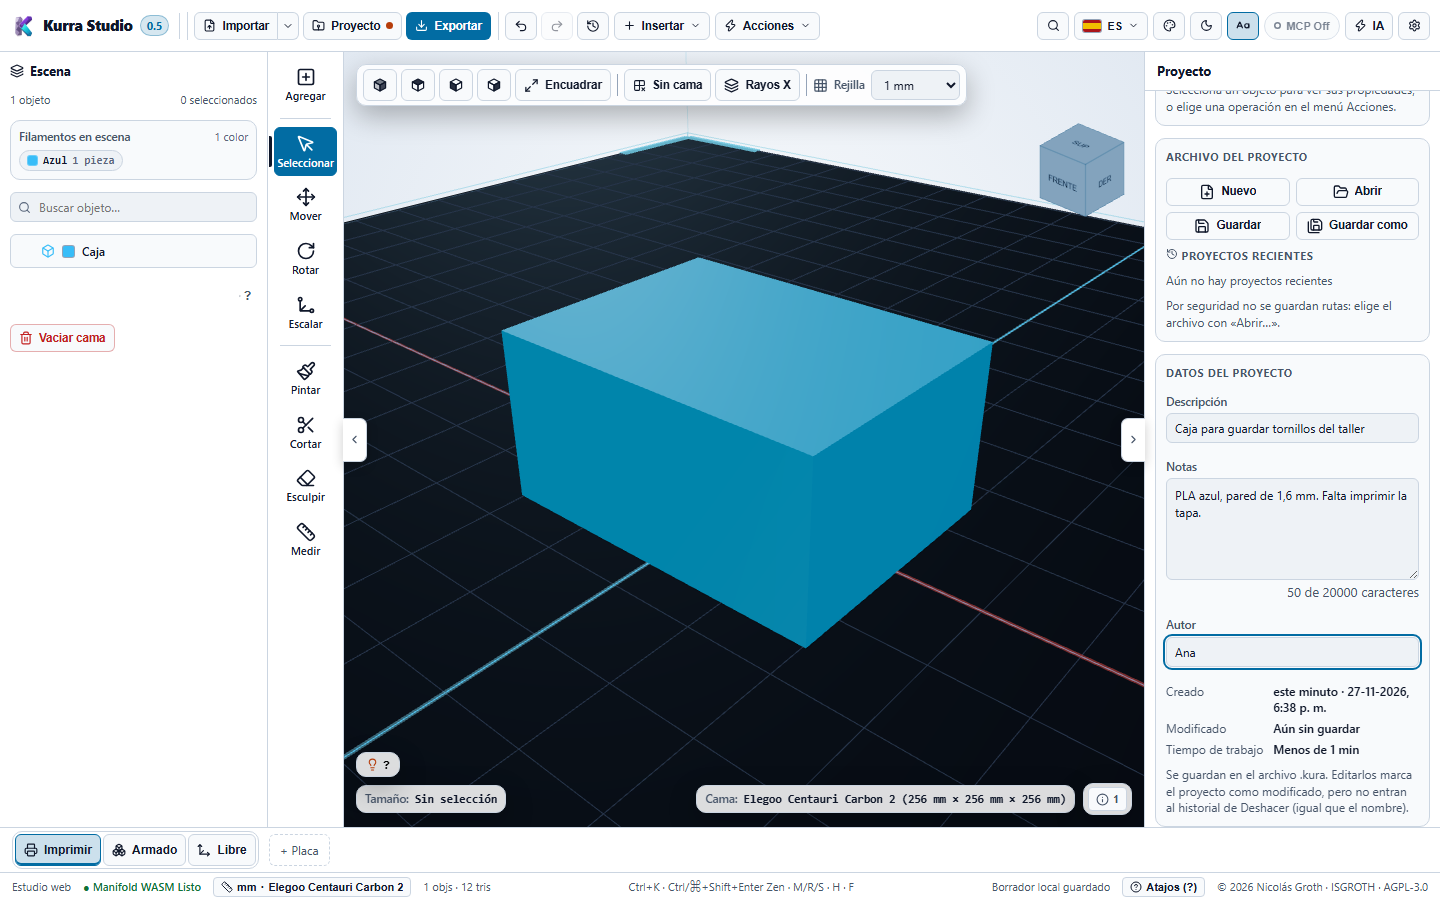 Kurra Studio 0.5 Importar Proyecto Exportar Insertar Acciones ES Aa MCP Off IA
Escena
1 objeto 0 seleccionados
Filamentos en escena 1 color
Azul 1 pieza
Buscar objeto...
Caja
?
Vaciar cama
Agregar
Seleccionar
Mover
Rotar
Escalar
Pintar
Cortar
Esculpir
Medir
Encuadrar Sin cama Rayos X Rejilla 1 mm
SUP
FRENTE DER
?
Tamaño: Sin selección
Cama: Elegoo Centauri Carbon 2 (256 mm × 256 mm × 256 mm) 1
Proyecto
Selecciona un objeto para ver sus propiedades,
o elige una operación en el menú Acciones.
ARCHIVO DEL PROYECTO
Nuevo Abrir
Guardar Guardar como
PROYECTOS RECIENTES
Aún no hay proyectos recientes
Por seguridad no se guardan rutas: elige el
archivo con «Abrir...».
DATOS DEL PROYECTO
Descripción
Caja para guardar tornillos del taller
Notas
PLA azul, pared de 1,6 mm. Falta imprimir la
tapa.
50 de 20000 caracteres
Autor
Ana
Creado este minuto · 27-11-2026,
6:38 p. m.
Modificado Aún sin guardar
Tiempo de trabajo Menos de 1 min
Se guardan en el archivo .kura. Editarlos marca
el proyecto como modificado, pero no entran
al historial de Deshacer (igual que el nombre).
Imprimir Armado Libre + Placa
Estudio web ● Manifold WASM Listo mm · Elegoo Centauri Carbon 2 1 objs · 12 tris Ctrl+K · Ctrl/⌘+Shift+Enter Zen · M/R/S · H · F Borrador local guardado Atajos (?) © 2026 Nicolás Groth · ISGROTH · AGPL-3.0